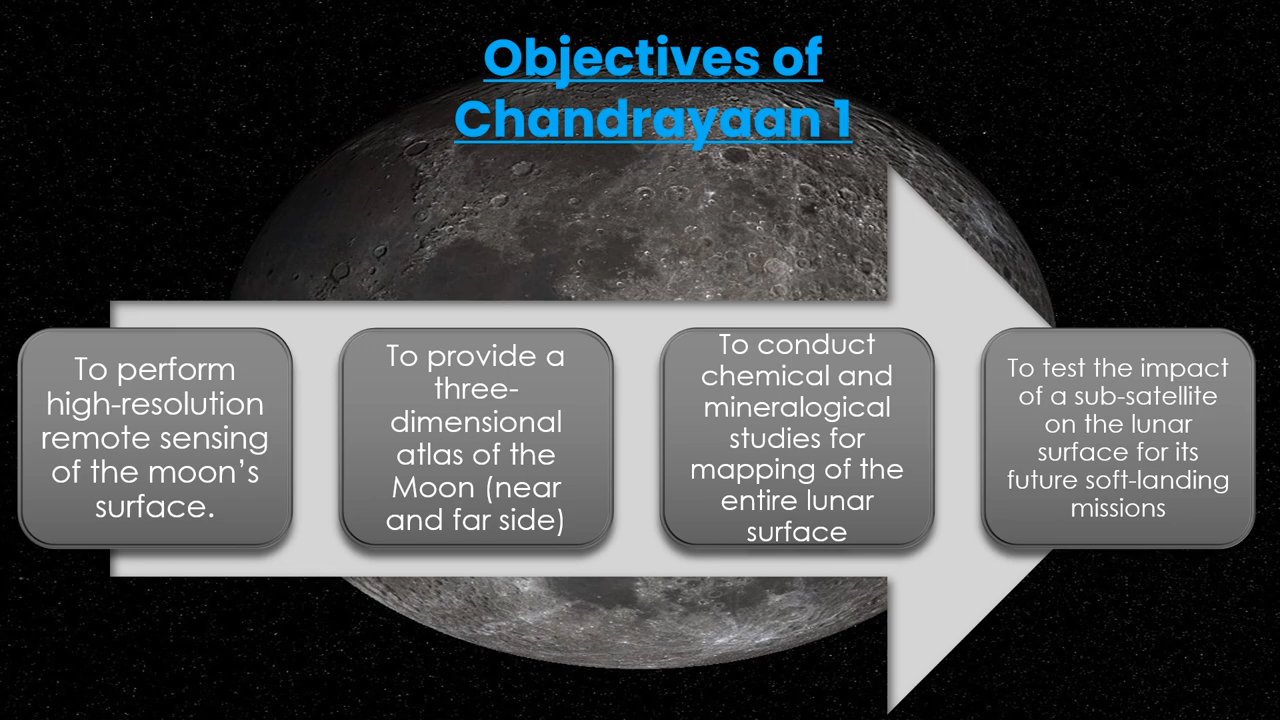 Objectives of
Chandrayaan 1
To perform
high-resolution
remote sensing
of the moon’s
surface.
To provide a
three-
dimensional
atlas of the
Moon (near
and far side)
To conduct
chemical and
mineralogical
studies for
mapping of the
entire lunar
surface
To test the impact
of a sub-satellite
on the lunar
surface for its
future soft-landing
missions